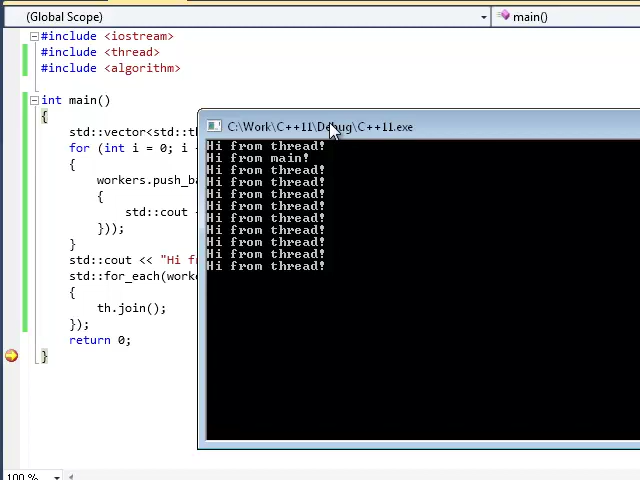 (Global Scope) main()
#include <iostream>
#include <thread>
#include <algorithm>
int main()
{
std::vector<std::th
for (int i = 0; i
{
workers.push_ba
{
std::cout
}));
}
std::cout << "Hi f
std::for_each(work
{
th.join();
});
return 0;
}
100 %
C:\Work\C++11\Debug\C++11.exe
Hi from thread!
Hi from main!
Hi from thread!
Hi from thread!
Hi from thread!
Hi from thread!
Hi from thread!
Hi from thread!
Hi from thread!
Hi from thread!
Hi from thread!